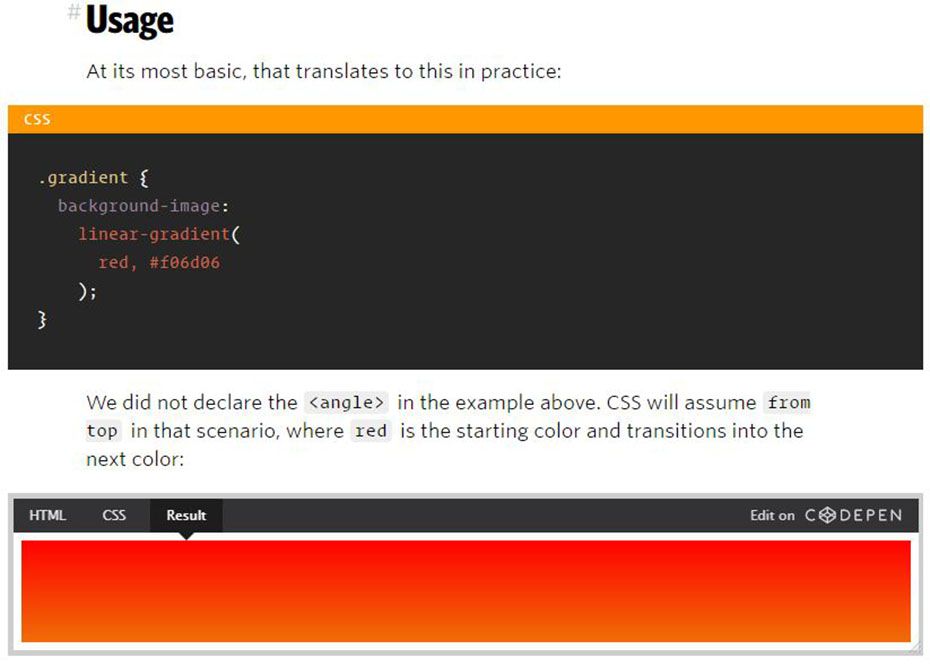 # Usage
At its most basic, that translates to this in practice:
CSS
.gradient {
background-image:
linear-gradient(
red, #f06d06
);
}
We did not declare the <angle> in the example above. CSS will assume from
top in that scenario, where red is the starting color and transitions into the
next color:
HTML CSS Result Edit on CODEPEN